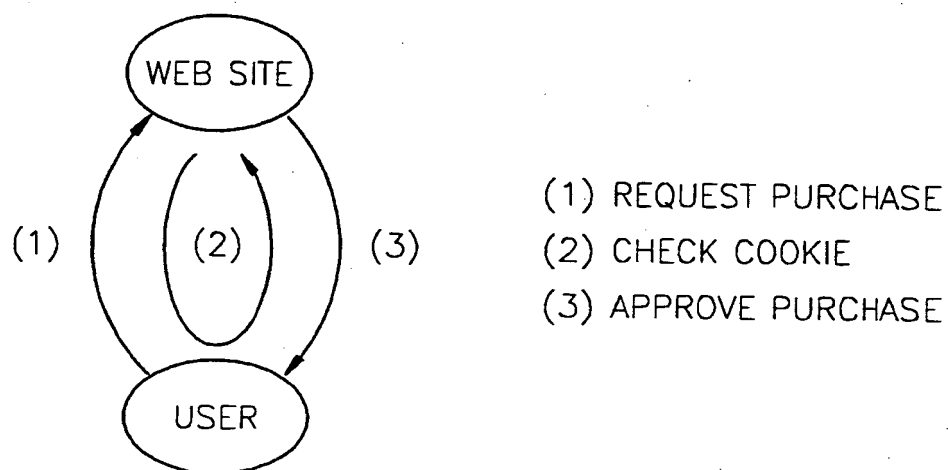 WEB SITE
(1)
(2)
(3)
USER
(1) REQUEST PURCHASE
(2) CHECK COOKIE
(3) APPROVE PURCHASE